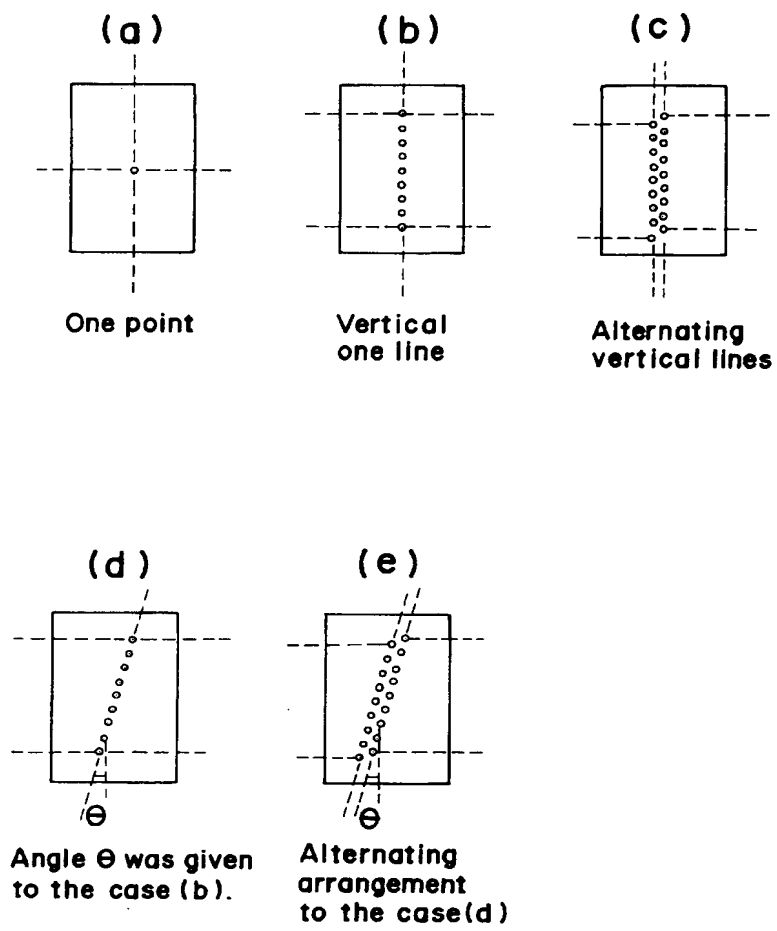 (a)
One point
(b)
Vertical
one line
(c)
Alternating
vertical lines
(d)
θ
Angle θ was given
to the case (b).
(e)
θ
Alternating
arrangement
to the case(d)